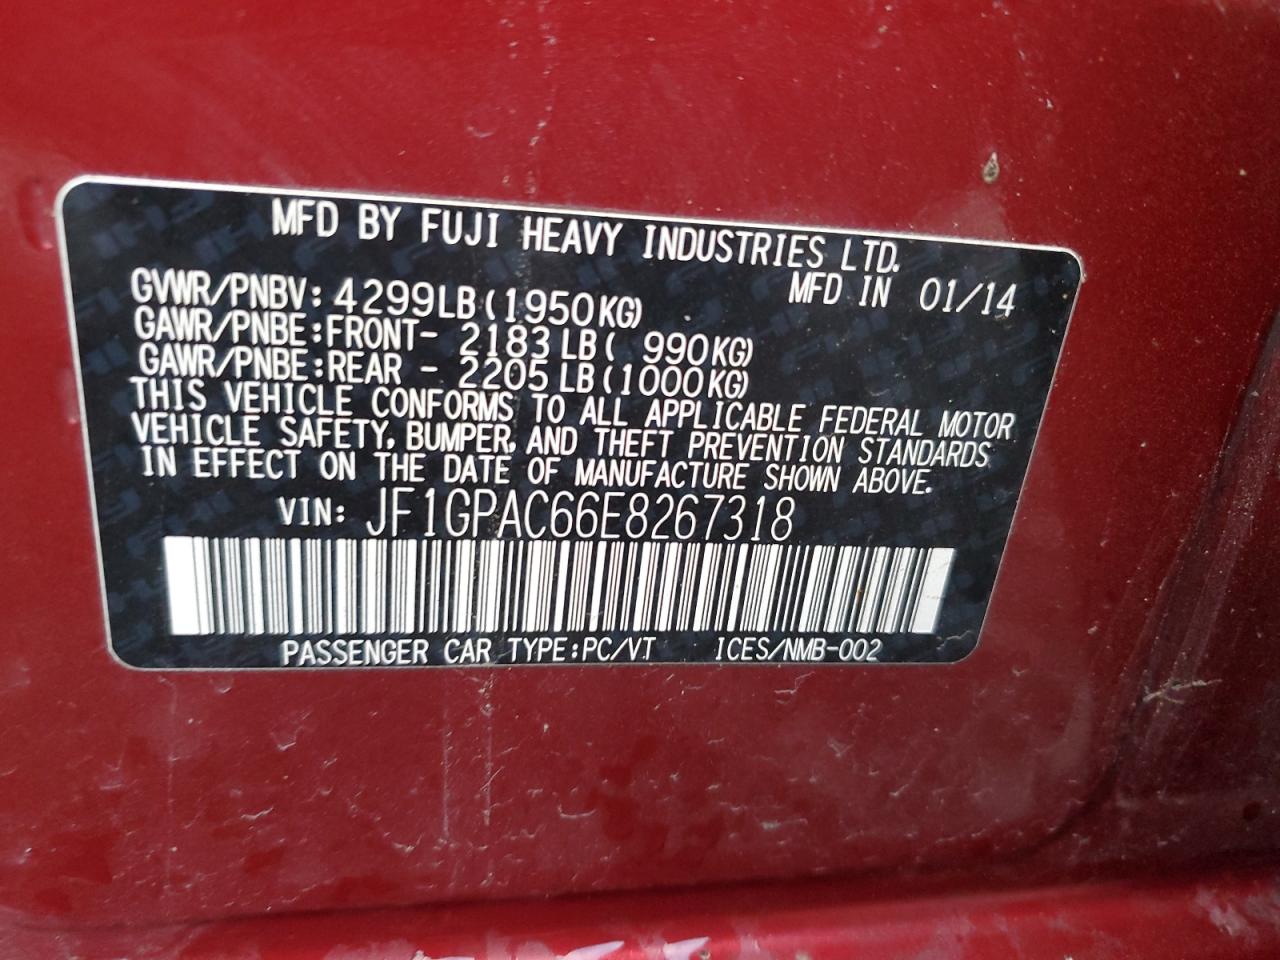 MFD BY FUJI HEAVY INDUSTRIES LTD.
GVWR/PNBV: 4299LB (1950KG) MFD IN 01/14
GAWR/PNBE: FRONT- 2183 LB ( 990KG)
GAWR/PNBE: REAR - 2205 LB (1000KG)
THIS VEHICLE CONFORMS TO ALL APPLICABLE FEDERAL MOTOR
VEHICLE SAFETY, BUMPER, AND THEFT PREVENTION STANDARDS
IN EFFECT ON THE DATE OF MANUFACTURE SHOWN ABOVE.
VIN: JF1GPAC66E8267318
PASSENGER CAR TYPE: PC/VT ICES/NMB-002